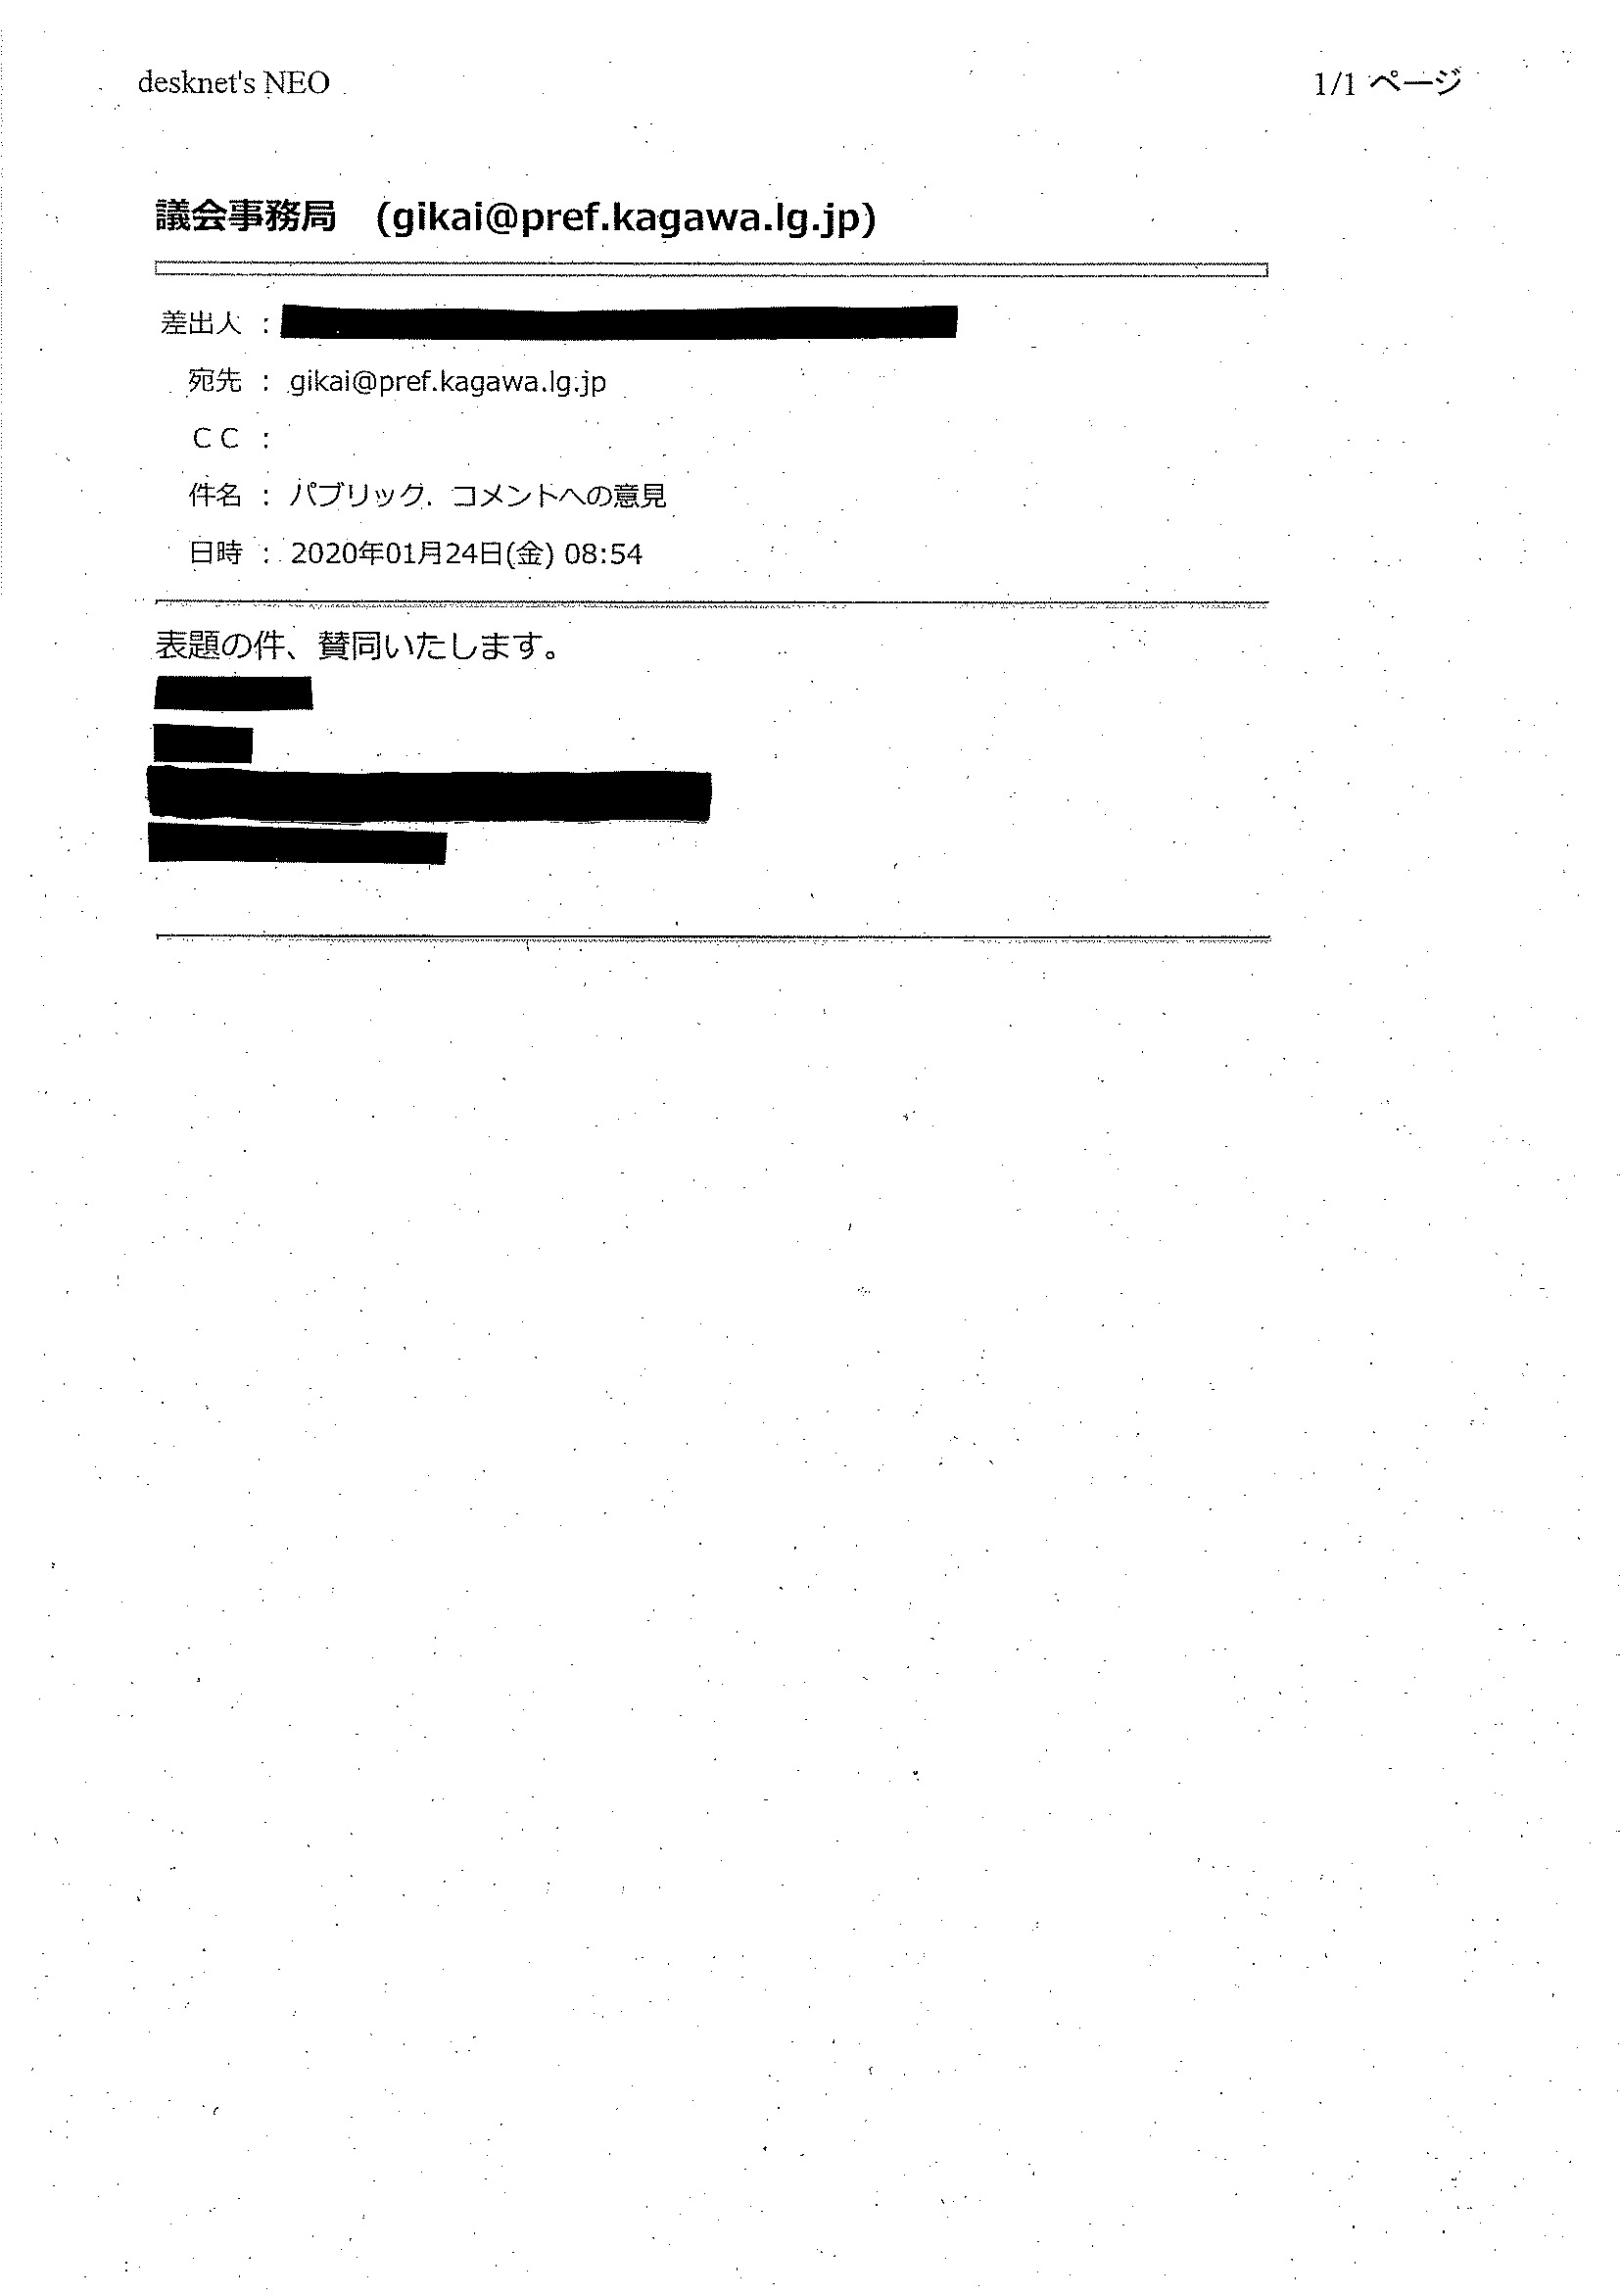 desknet's NEO
1/1 ページ
議会事務局　(gikai@pref.kagawa.lg.jp)
差出人 :
宛先 : gikai@pref.kagawa.lg.jp
ＣＣ :
件名 : パブリック．コメントへの意見
日時 : 2020年01月24日(金) 08:54
表題の件、賛同いたします。